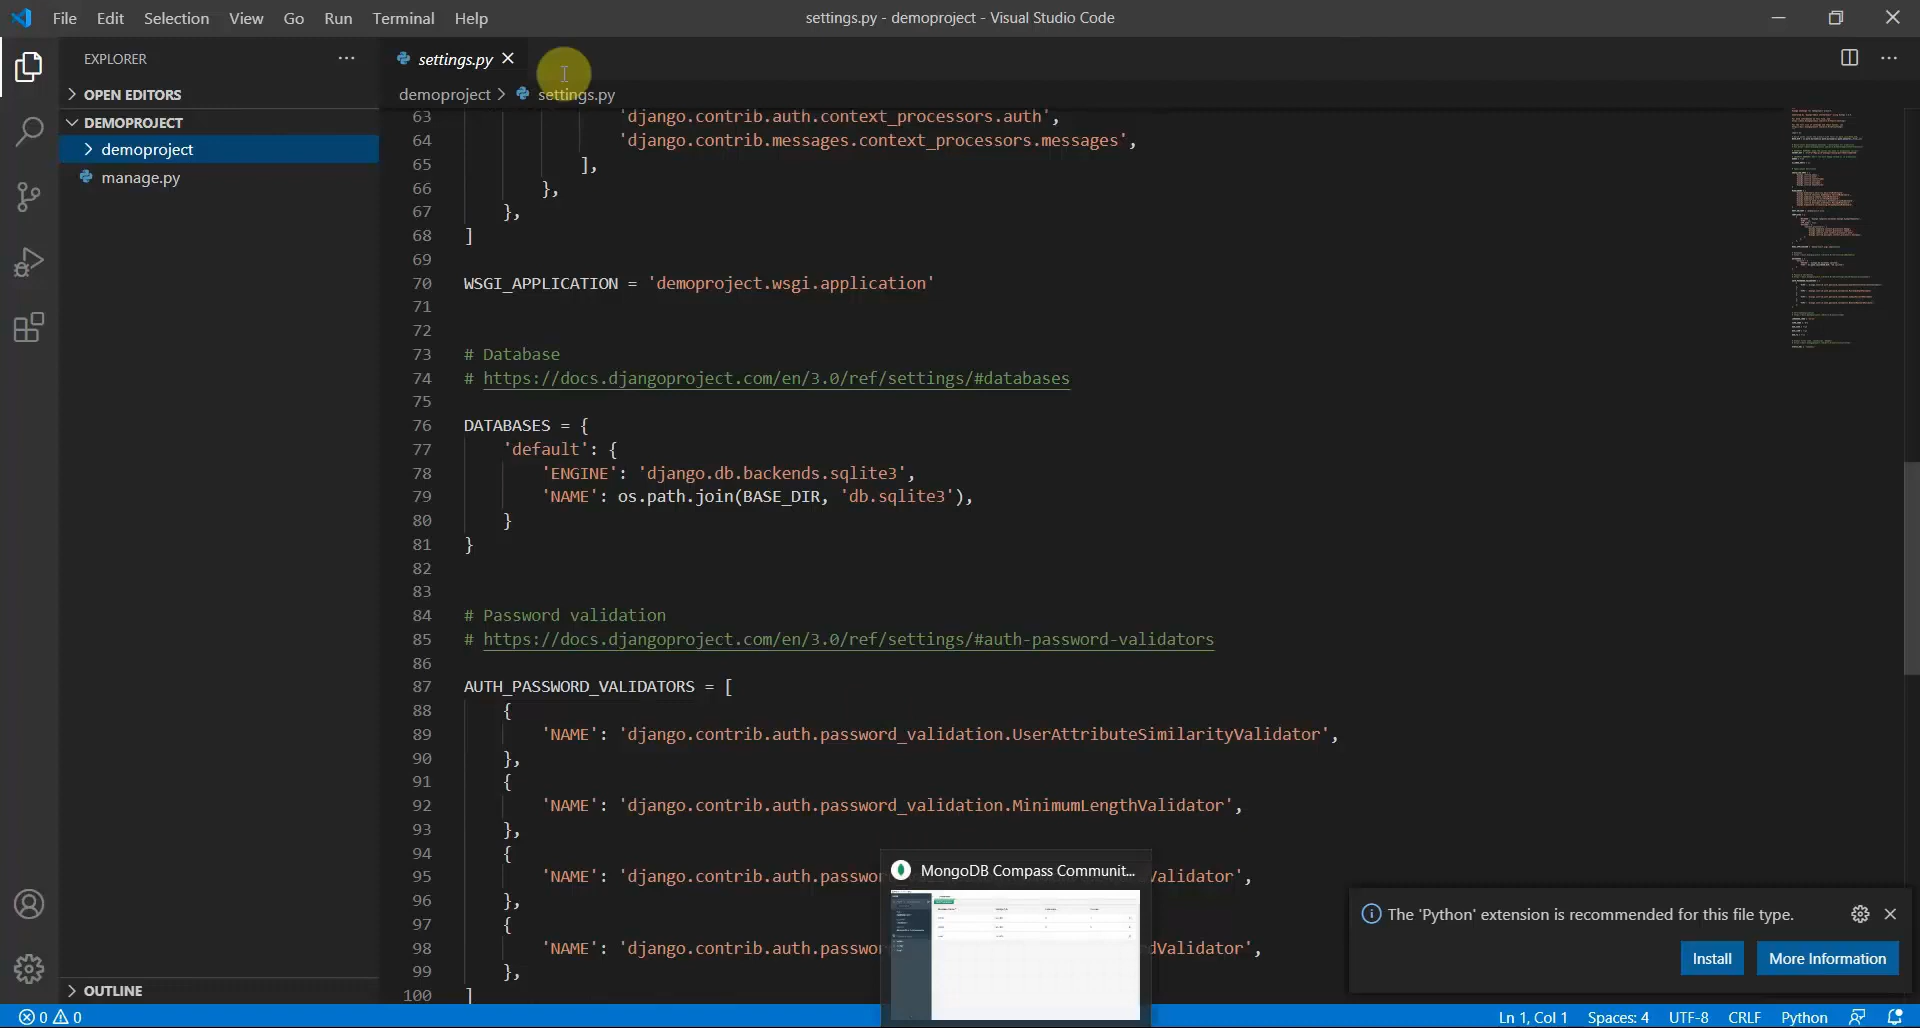 File Edit Selection View Go Run Terminal Help
settings.py - demoproject - Visual Studio Code
EXPLORER
OPEN EDITORS
DEMOPROJECT
demoproject
manage.py
OUTLINE
settings.py
demoproject > settings.py
63 'django.contrib.auth.context_processors.auth',
64 'django.contrib.messages.context_processors.messages',
65 ],
66 },
67 },
68 ]
69
70 WSGI_APPLICATION = 'demoproject.wsgi.application'
71
72
73 # Database
74 # https://docs.djangoproject.com/en/3.0/ref/settings/#databases
75
76 DATABASES = {
77 'default': {
78 'ENGINE': 'django.db.backends.sqlite3',
79 'NAME': os.path.join(BASE_DIR, 'db.sqlite3'),
80 }
81 }
82
83
84 # Password validation
85 # https://docs.djangoproject.com/en/3.0/ref/settings/#auth-password-validators
86
87 AUTH_PASSWORD_VALIDATORS = [
88 {
89 'NAME': 'django.contrib.auth.password_validation.UserAttributeSimilarityValidator',
90 },
91 {
92 'NAME': 'django.contrib.auth.password_validation.MinimumLengthValidator',
93 },
94 {
95 'NAME': 'django.contrib.auth.passwo Validator',
96 },
97 {
98 'NAME': 'django.contrib.auth.passwo dValidator',
99 },
100 ]
MongoDB Compass Communit...
The 'Python' extension is recommended for this file type.
Install More Information
0 0
Ln 1, Col 1 Spaces: 4 UTF-8 CRLF Python